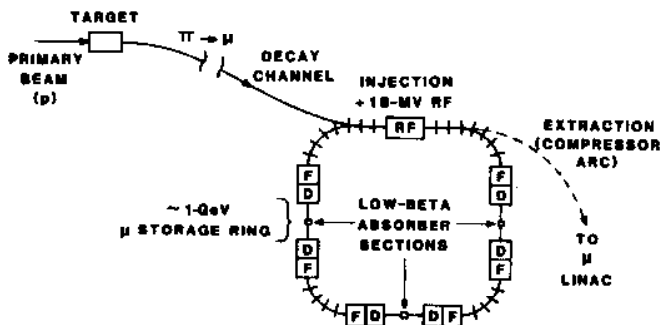 TARGET
π → μ
PRIMARY
BEAM
(p)
DECAY
CHANNEL
INJECTION
+18-MV RF
RF
EXTRACTION
(COMPRESSOR
ARC)
F
D
F
D
~ 1-GeV
μ STORAGE RING
LOW-BETA
ABSORBER
SECTIONS
D
F
D
F
TO
μ
LINAC
F D
D F